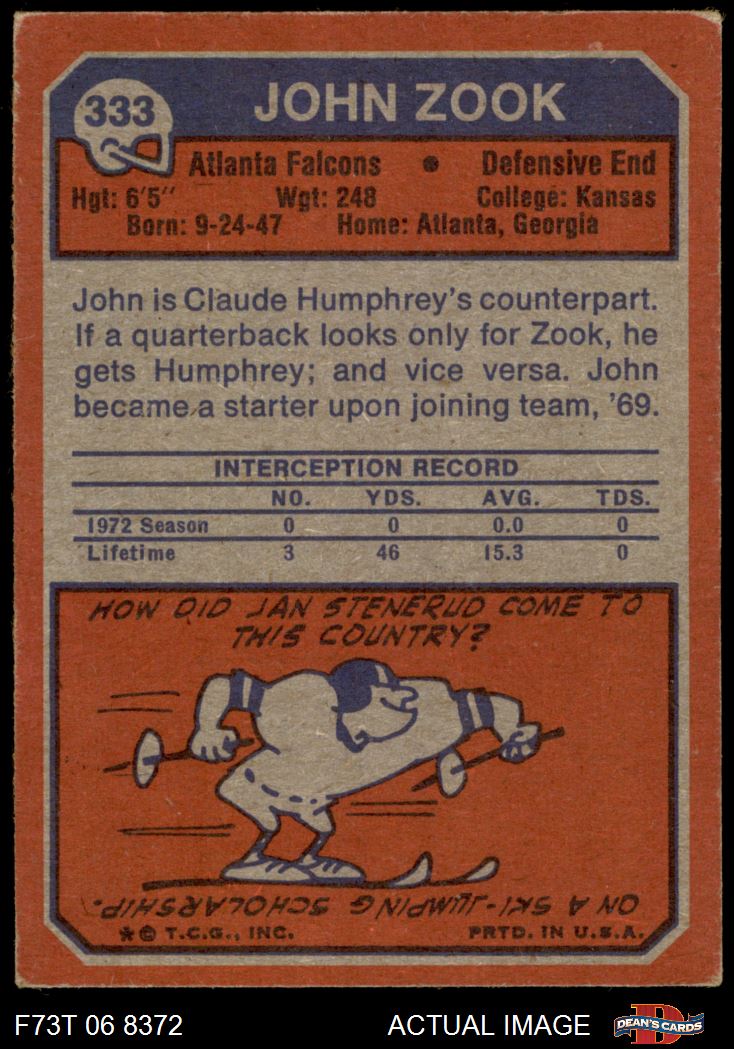 333
JOHN ZOOK
Atlanta Falcons • Defensive End
Hgt: 6'5" Wgt: 248 College: Kansas
Born: 9-24-47 Home: Atlanta, Georgia
John is Claude Humphrey's counterpart.
If a quarterback looks only for Zook, he
gets Humphrey; and vice versa. John
became a starter upon joining team, '69.
INTERCEPTION RECORD
NO. YDS. AVG. TDS.
1972 Season 0 0 0.0 0
Lifetime 3 46 15.3 0
HOW DID JAN STENERUD COME TO
THIS COUNTRY?
ON A SKI-JUMPING SCHOLARSHIP.
★ © T.C.G., INC. PRTD. IN U.S.A.
F73T 06 8372 ACTUAL IMAGE D DEAN'S CARDS